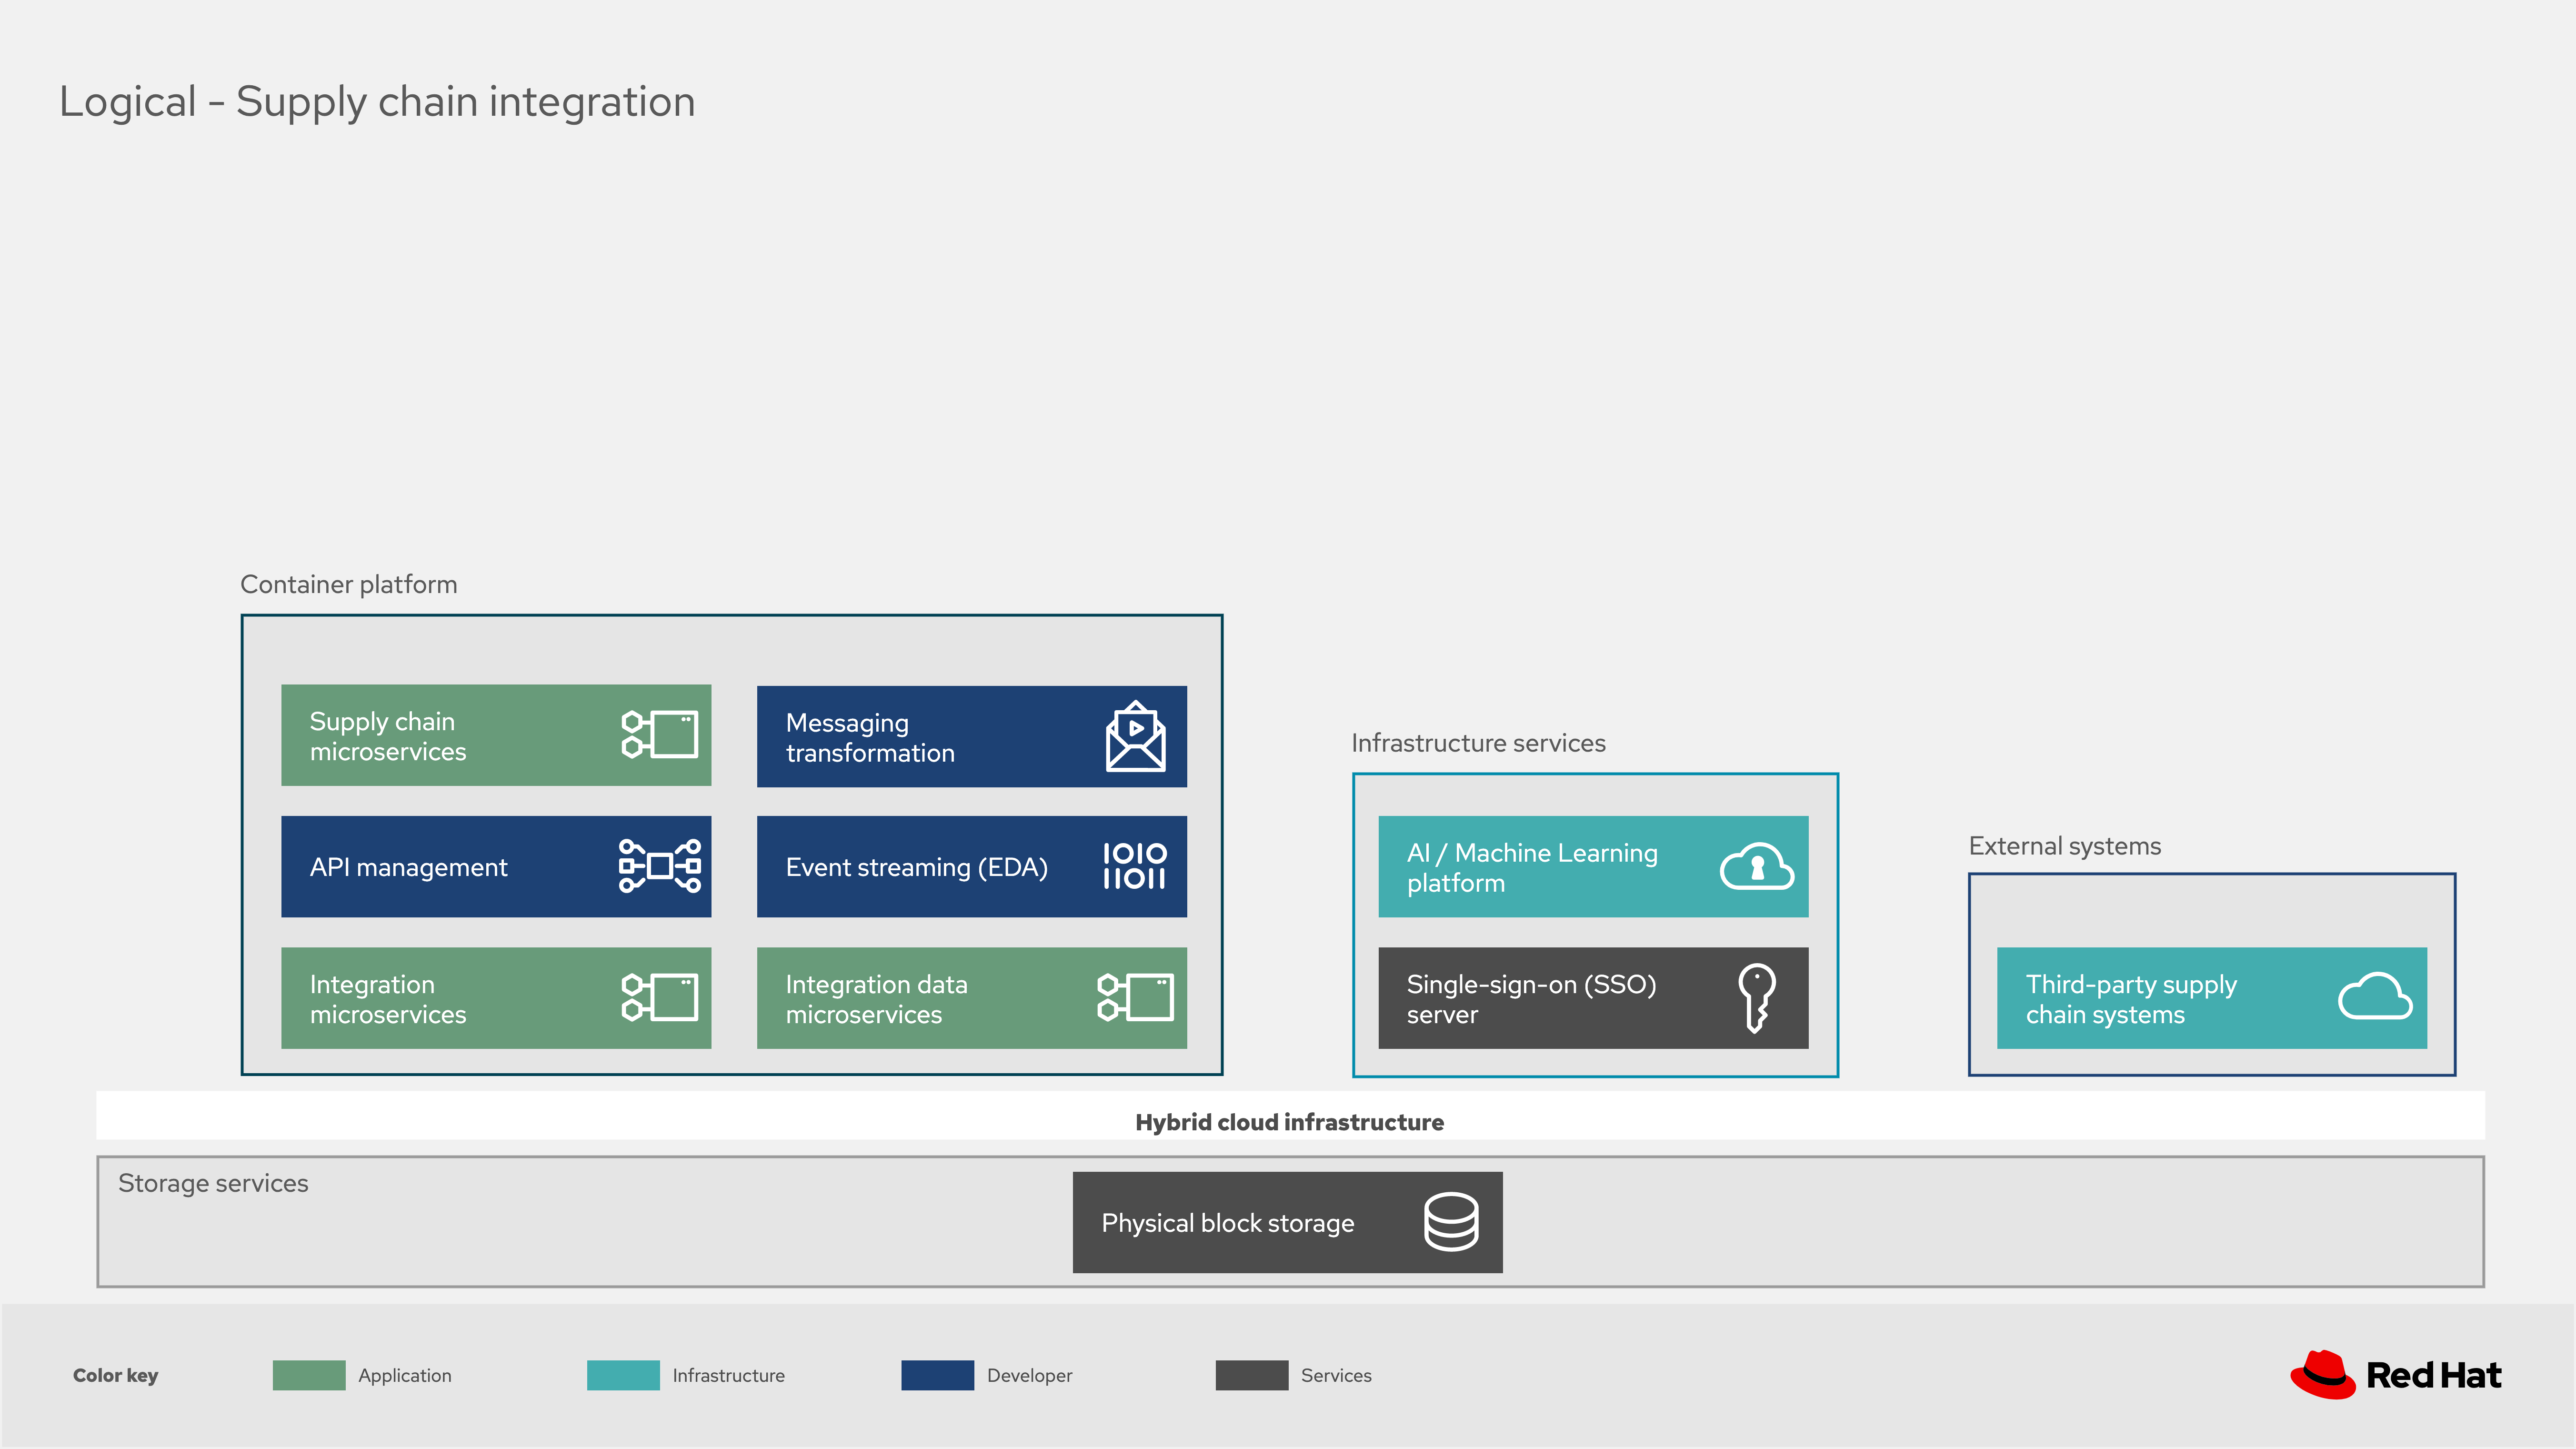 Logical - Supply chain integration
Container platform
Supply chain
microservices
Messaging
transformation
API management
Event streaming (EDA)
Integration
microservices
Integration data
microservices
Infrastructure services
AI / Machine Learning
platform
Single-sign-on (SSO)
server
External systems
Third-party supply
chain systems
Hybrid cloud infrastructure
Storage services
Physical block storage
Color key
Application
Infrastructure
Developer
Services
Red Hat